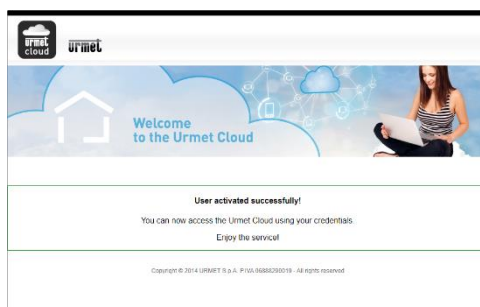 urmet
cloud
urmet
Welcome
to the Urmet Cloud
User activated successfully!
You can now access the Urmet Cloud using your credentials
Enjoy the service!
Copyright © 2014 URMET S.p.A. P.IVA - All rights reserved